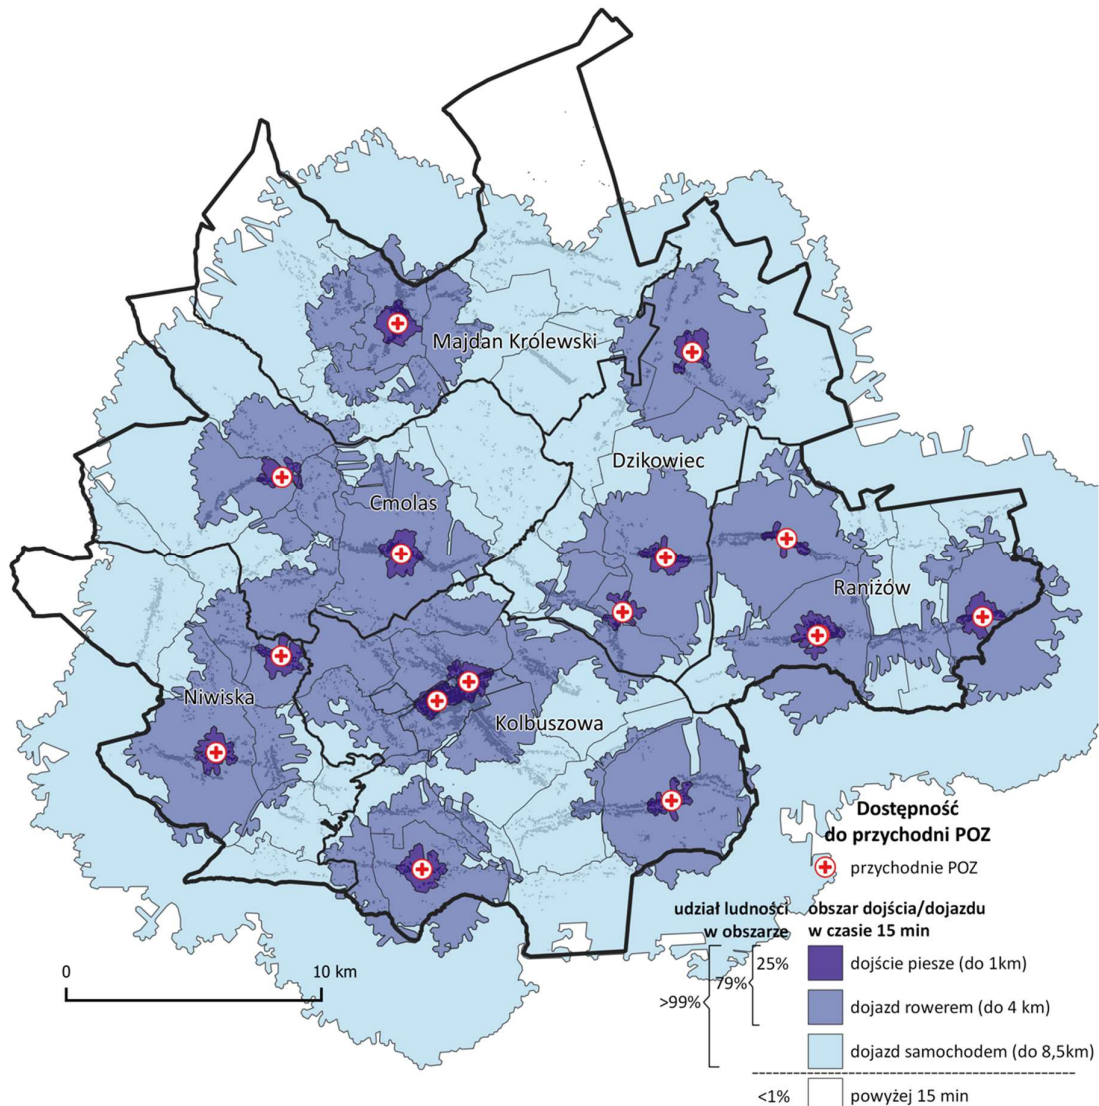 Majdan Królewski
Dzikowiec
Cmolas
Raniżów
Niwiska
Kolbuszowa
0 10 km
Dostępność
do przychodni POZ
przychodnie POZ
udział ludności
w obszarze
obszar dojścia/dojazdu
w czasie 15 min
25% dojście piesze (do 1km)
79%
>99%
dojazd rowerem (do 4 km)
dojazd samochodem (do 8,5km)
<1% powyżej 15 min